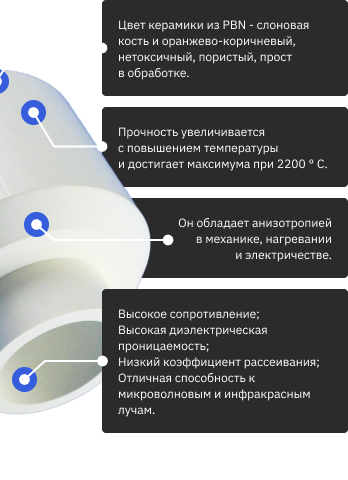 Цвет керамики из PBN - слоновая
кость и оранжево-коричневый,
нетоксичный, пористый, прост
в обработке.
Прочность увеличивается
с повышением температуры
и достигает максимума при 2200 ° C.
Он обладает анизотропией
в механике, нагревании
и электричестве.
Высокое сопротивление;
Высокая диэлектрическая
проницаемость;
Низкий коэффициент рассеивания;
Отличная способность к
микроволновым и инфракрасным
лучам.